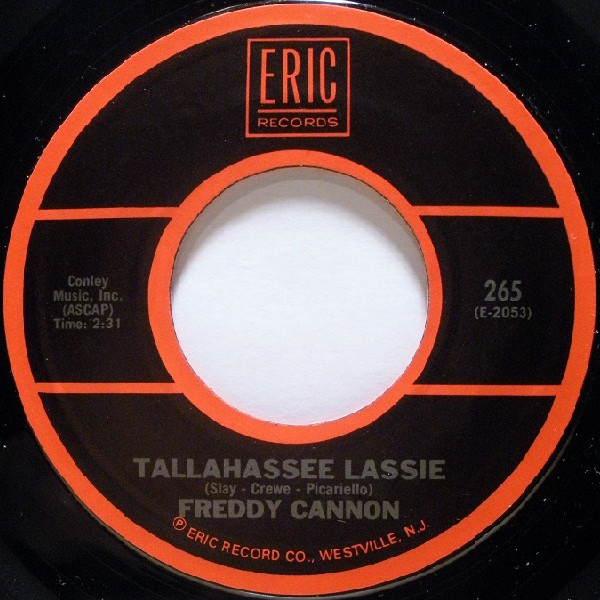 ERIC
RECORDS
Conley
Music, Inc.
(ASCAP)
Time: 2:31
265
(E-2053)
TALLAHASSEE LASSIE
(Slay - Crewe - Picariello)
FREDDY CANNON
Ⓟ ERIC RECORD CO., WESTVILLE, N.J